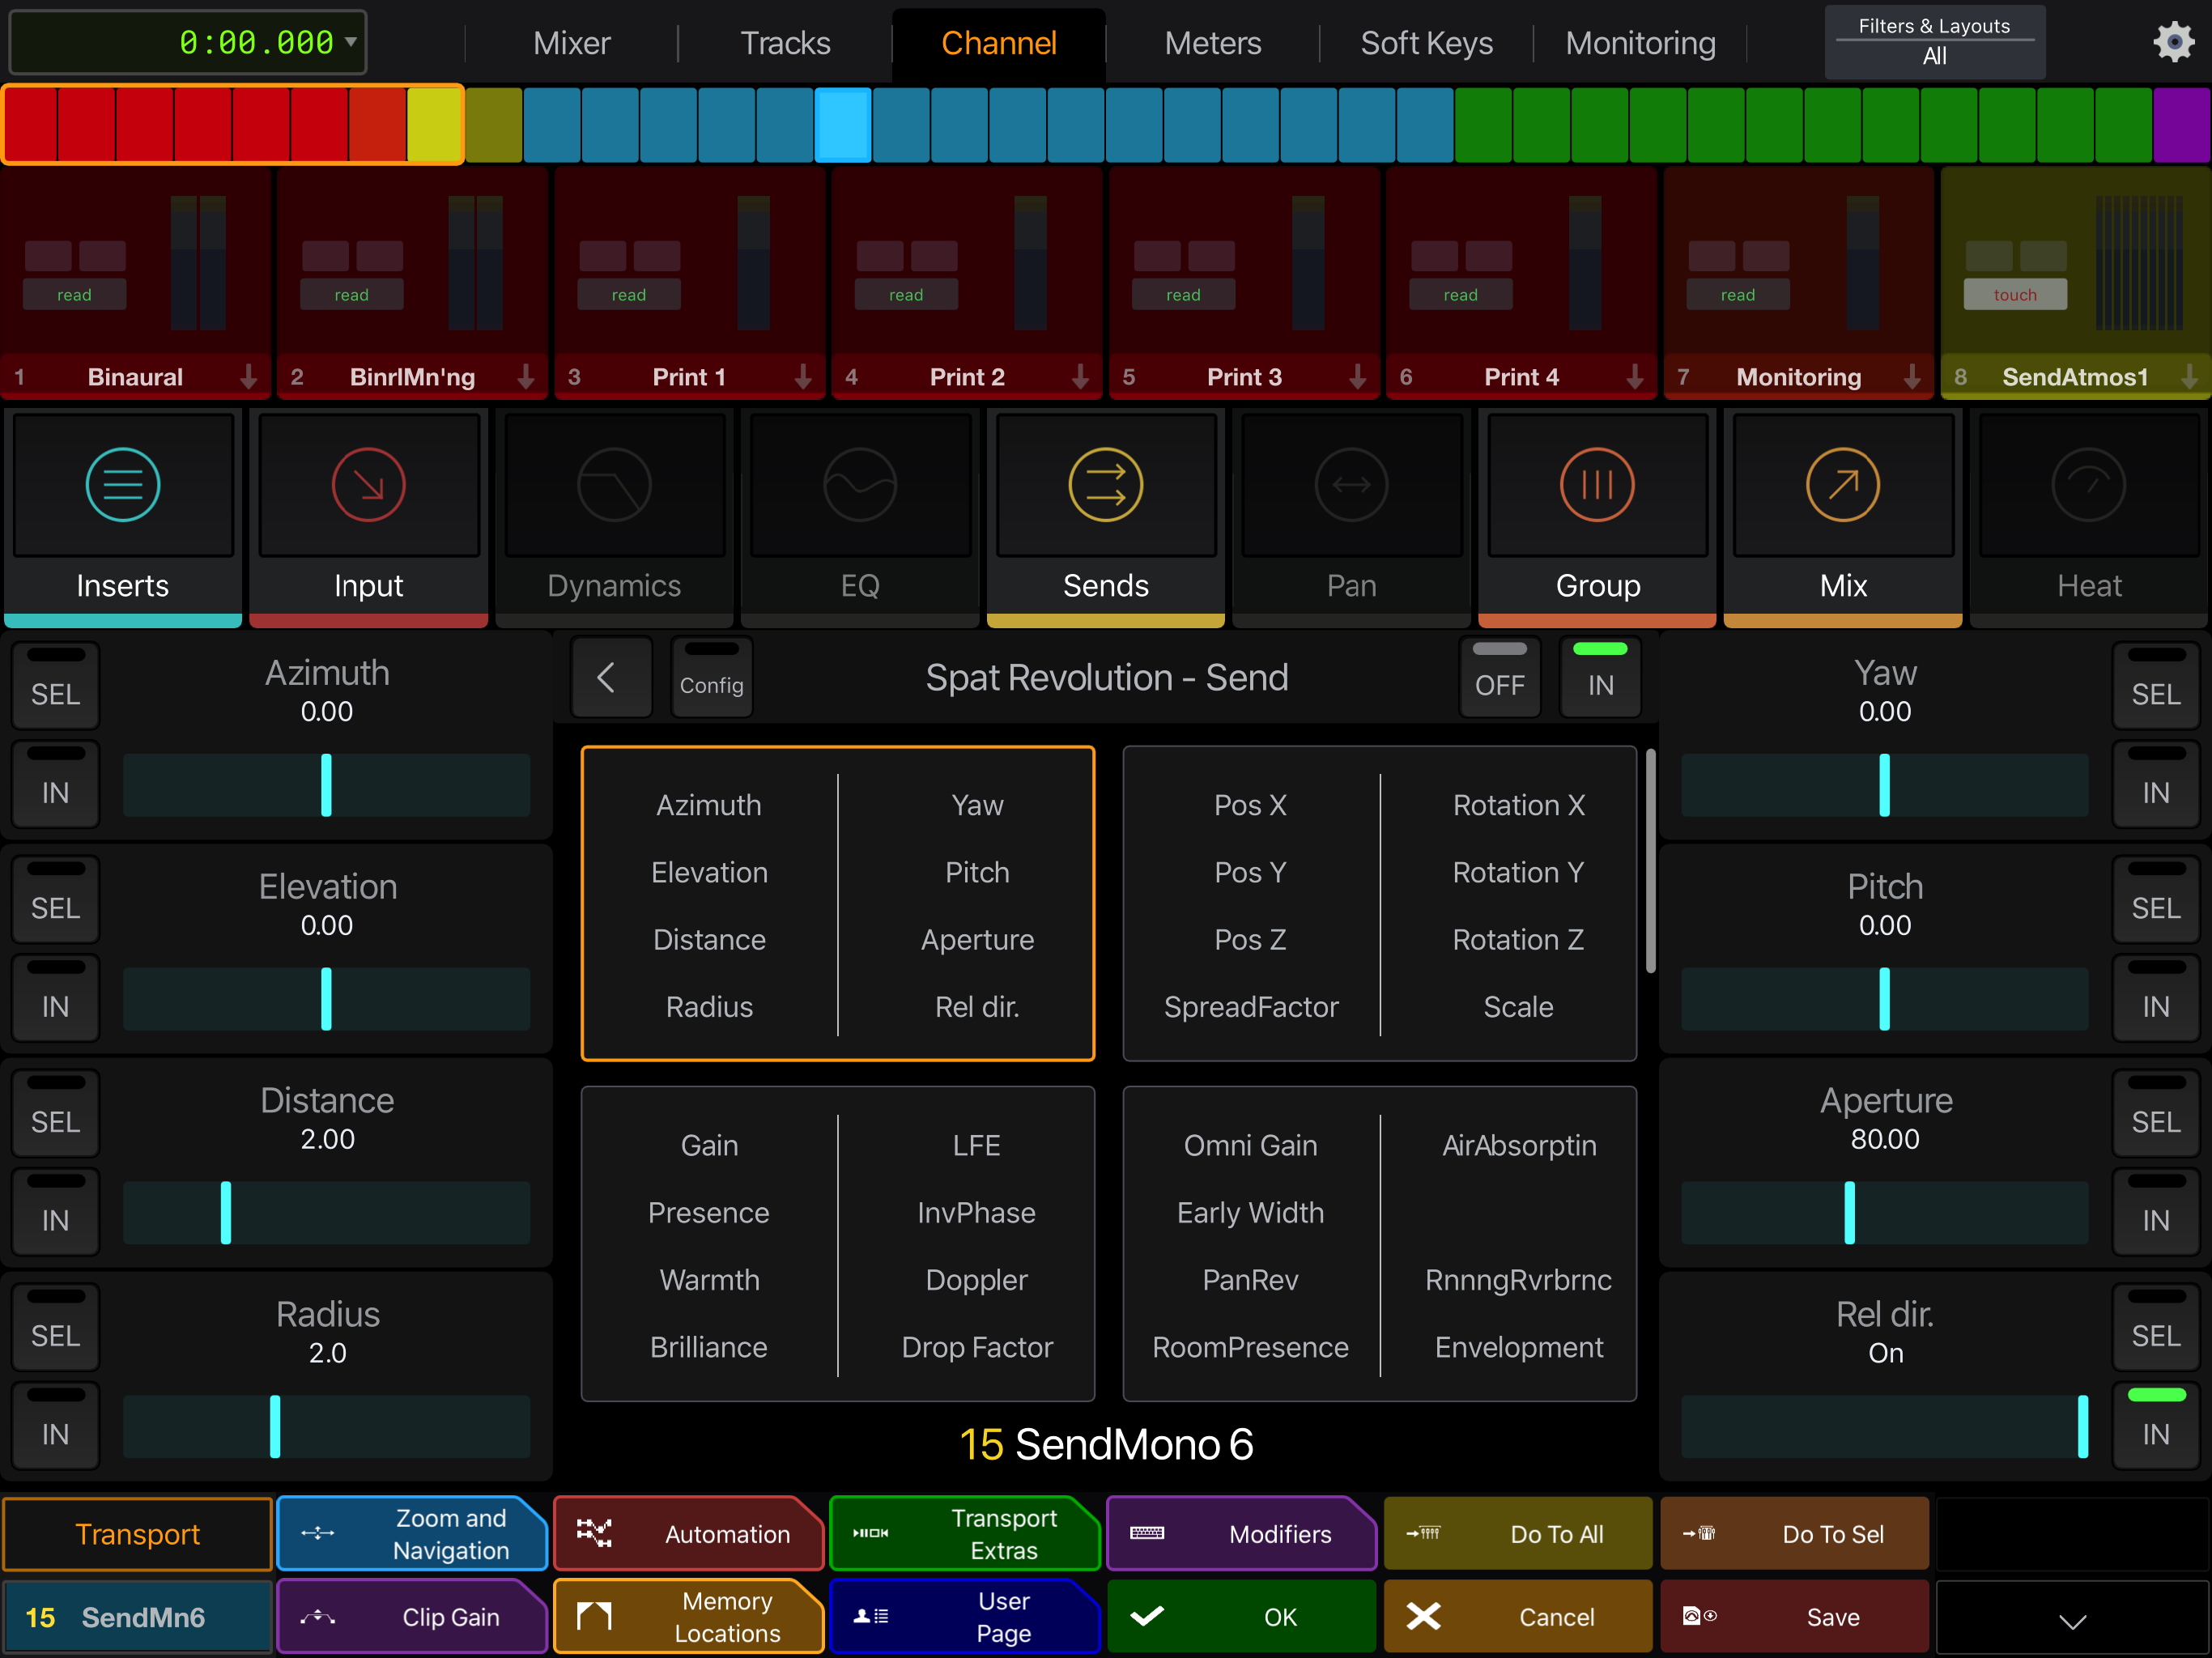 0:00.000
Mixer
Tracks
Channel
Meters
Soft Keys
Monitoring
Filters & Layouts
All
read
read
read
read
read
read
read
touch
1 Binaural
2 BinrlMn'ng
3 Print 1
4 Print 2
5 Print 3
6 Print 4
7 Monitoring
8 SendAtmos1
Inserts
Input
Dynamics
EQ
Sends
Pan
Group
Mix
Heat
SEL
IN
Azimuth
0.00
SEL
IN
Elevation
0.00
SEL
IN
Distance
2.00
SEL
IN
Radius
2.0
Config
Spat Revolution - Send
OFF
IN
Azimuth
Elevation
Distance
Radius
Yaw
Pitch
Aperture
Rel dir.
Pos X
Pos Y
Pos Z
SpreadFactor
Rotation X
Rotation Y
Rotation Z
Scale
Gain
Presence
Warmth
Brilliance
LFE
InvPhase
Doppler
Drop Factor
Omni Gain
Early Width
PanRev
RoomPresence
AirAbsorptin
RnnngRvrbrnc
Envelopment
15 SendMono 6
Yaw
0.00
SEL
IN
Pitch
0.00
SEL
IN
Aperture
80.00
SEL
IN
Rel dir.
On
SEL
IN
Transport
Zoom and
Navigation
Automation
Transport
Extras
Modifiers
Do To All
Do To Sel
15 SendMn6
Clip Gain
Memory
Locations
User
Page
OK
Cancel
Save